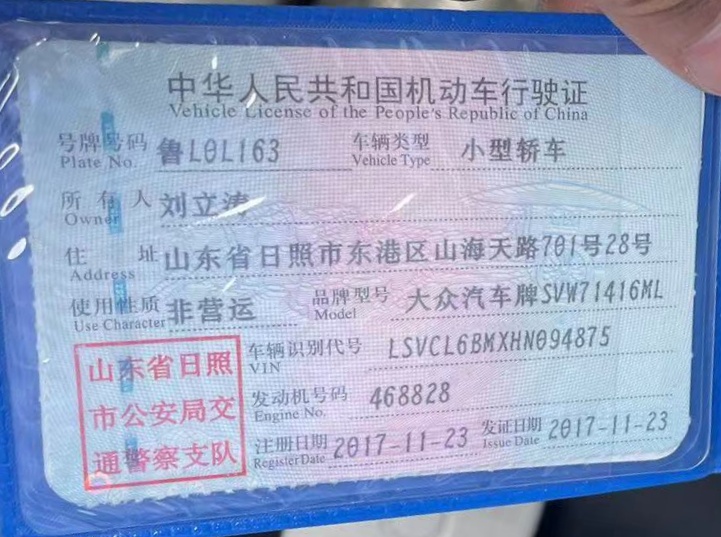 中华人民共和国机动车行驶证
Vehicle License of the People's Republic of China
号牌号码 鲁L0L163 车辆类型 小型轿车
Plate No. Vehicle Type
所有人 刘立涛
Owner
住址 山东省日照市东港区山海天路701号28号
Address
使用性质 非营运 品牌型号 大众汽车牌SVW71416ML
Use Character Model
山东省日照
市公安局交
通警察支队
车辆识别代号 LSVCL6BMXHN094875
VIN
发动机号码 468828
Engine No.
注册日期 2017-11-23 发证日期 2017-11-23
Register Date Issue Date